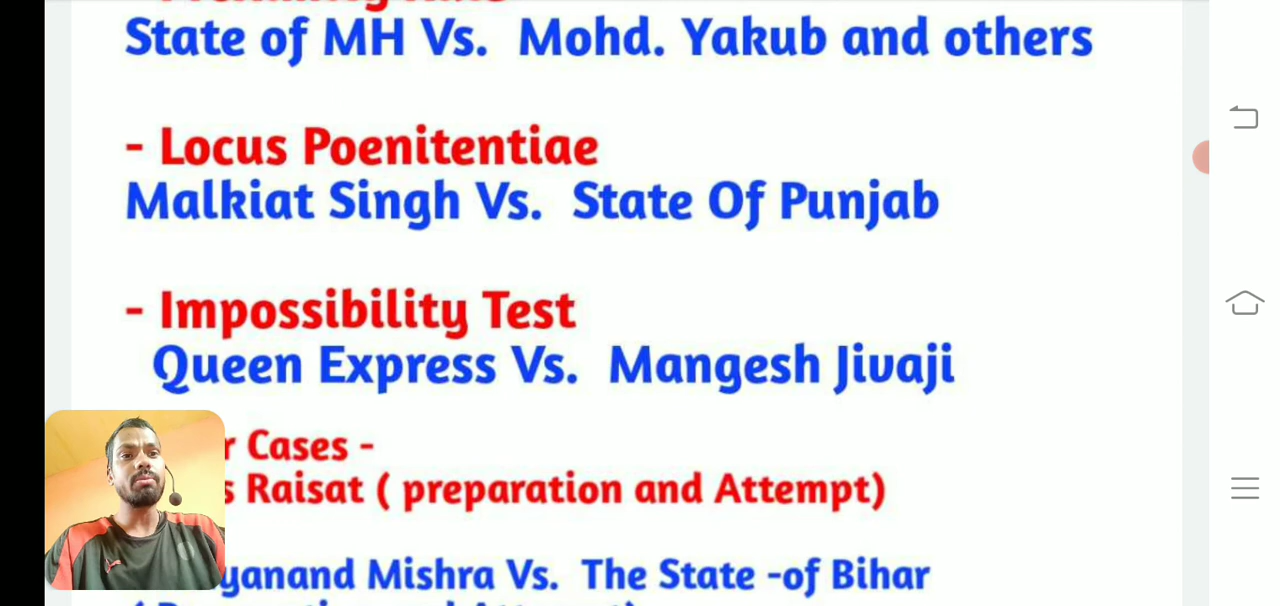 State of MH Vs. Mohd. Yakub and others
- Locus Poenitentiae
Malkiat Singh Vs. State Of Punjab
- Impossibility Test
Queen Express Vs. Mangesh Jivaji
Cases -
Raisat ( preparation and Attempt)
Mishra Vs. The State -of Bihar